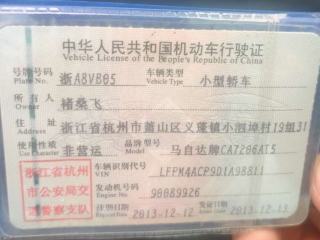 中华人民共和国机动车行驶证
Vehicle License of the People's Republic of China
号牌号码 浙A8VB05 车辆类型 小型轿车
Plate No. Vehicle Type
所有人 褚桑飞
Owner
住址 浙江省杭州市萧山区义蓬镇小泗埠村19组31
Address
使用性质 非营运 品牌型号 马自达牌CA7206AT5
Use Character Model
浙江省杭州市公安局交通警察支队
车辆识别代号 LFPM4ACP9D1A98811
VIN
发动机号码 90089926
Engine No.
注册日期 2013-12-12 发证日期 2013-12-13
Register Date Issue Date